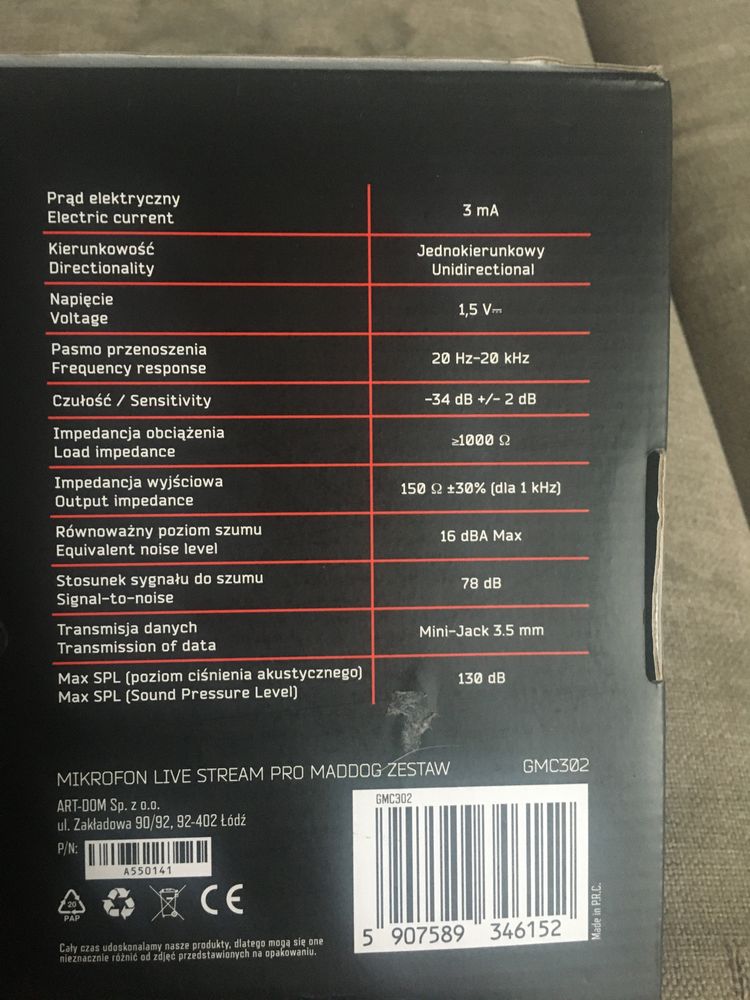 Prąd elektryczny
Electric current
3 mA
Kierunkowość
Directionality
Jednokierunkowy
Unidirectional
Napięcie
Voltage
1,5 V⎓
Pasmo przenoszenia
Frequency response
20 Hz-20 kHz
Czułość / Sensitivity
-34 dB +/- 2 dB
Impedancja obciążenia
Load impedance
≥1000 Ω
Impedancja wyjściowa
Output impedance
150 Ω ±30% (dla 1 kHz)
Równoważny poziom szumu
Equivalent noise level
16 dBA Max
Stosunek sygnału do szumu
Signal-to-noise
78 dB
Transmisja danych
Transmission of data
Mini-Jack 3.5 mm
Max SPL (poziom ciśnienia akustycznego)
Max SPL (Sound Pressure Level)
130 dB
MIKROFON LIVE STREAM PRO MADDOG ZESTAW GMC302
ART-DOM Sp. z o.o.
ul. Zakładowa 90/92, 92-402 Łódź
P/N:
A550141
20
PAP
CE
Cały czas udoskonalamy nasze produkty, dlatego mogą się one
nieznacznie różnić od zdjęć przedstawionych na opakowaniu.
GMC302
5 907589 346152
Made in P.R.C.